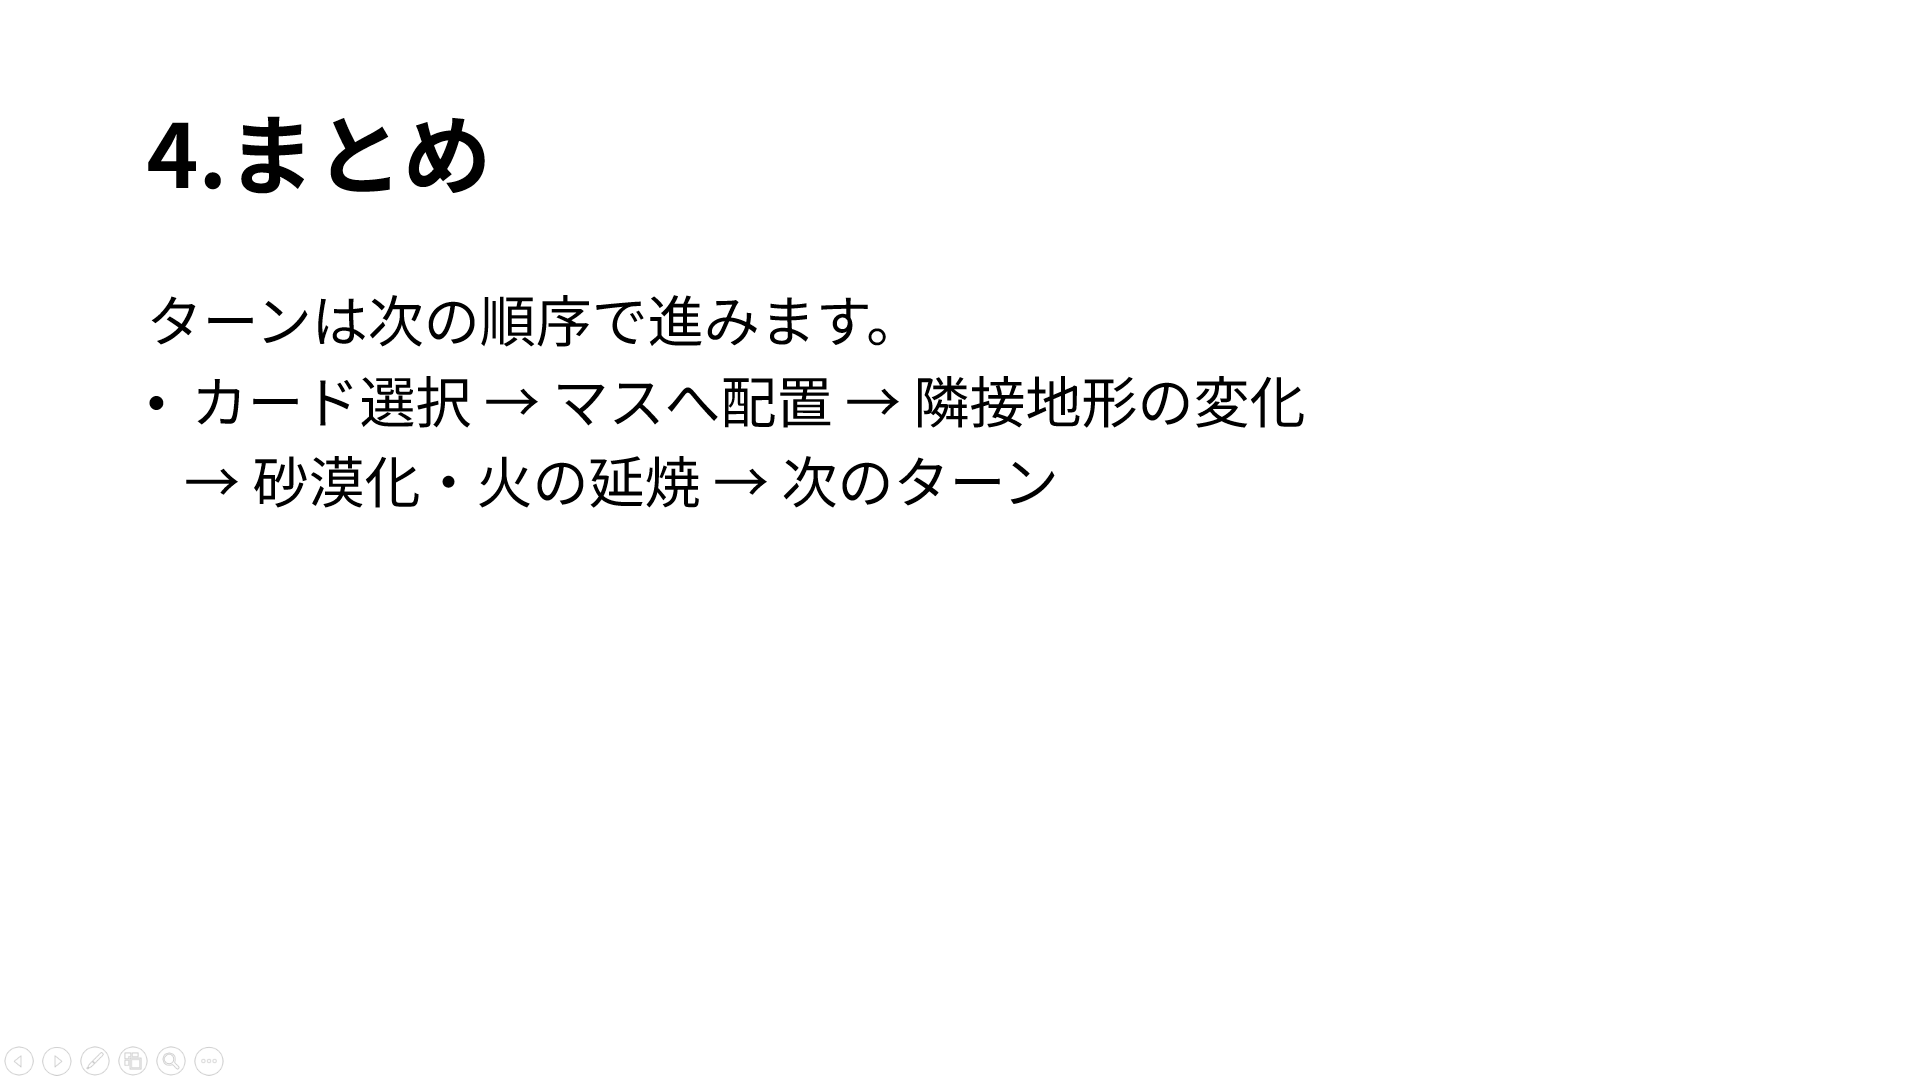 4.まとめ
ターンは次の順序で進みます。
• カード選択 → マスへ配置 → 隣接地形の変化
→ 砂漠化・火の延焼 → 次のターン